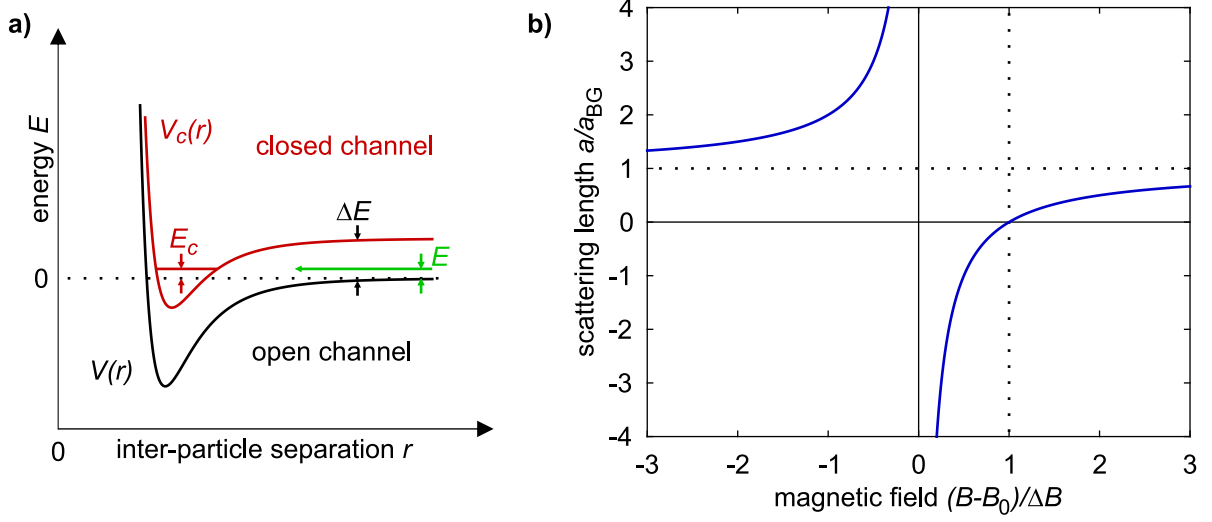 a)
energy E
V_c(r)
closed channel
ΔE
E_c
E
0
V(r)
open channel
0
inter-particle separation r
b)
scattering length a/a_BG
4
3
2
1
0
-1
-2
-3
-4
-3
-2
-1
0
1
2
3
magnetic field (B-B_0)/ΔB